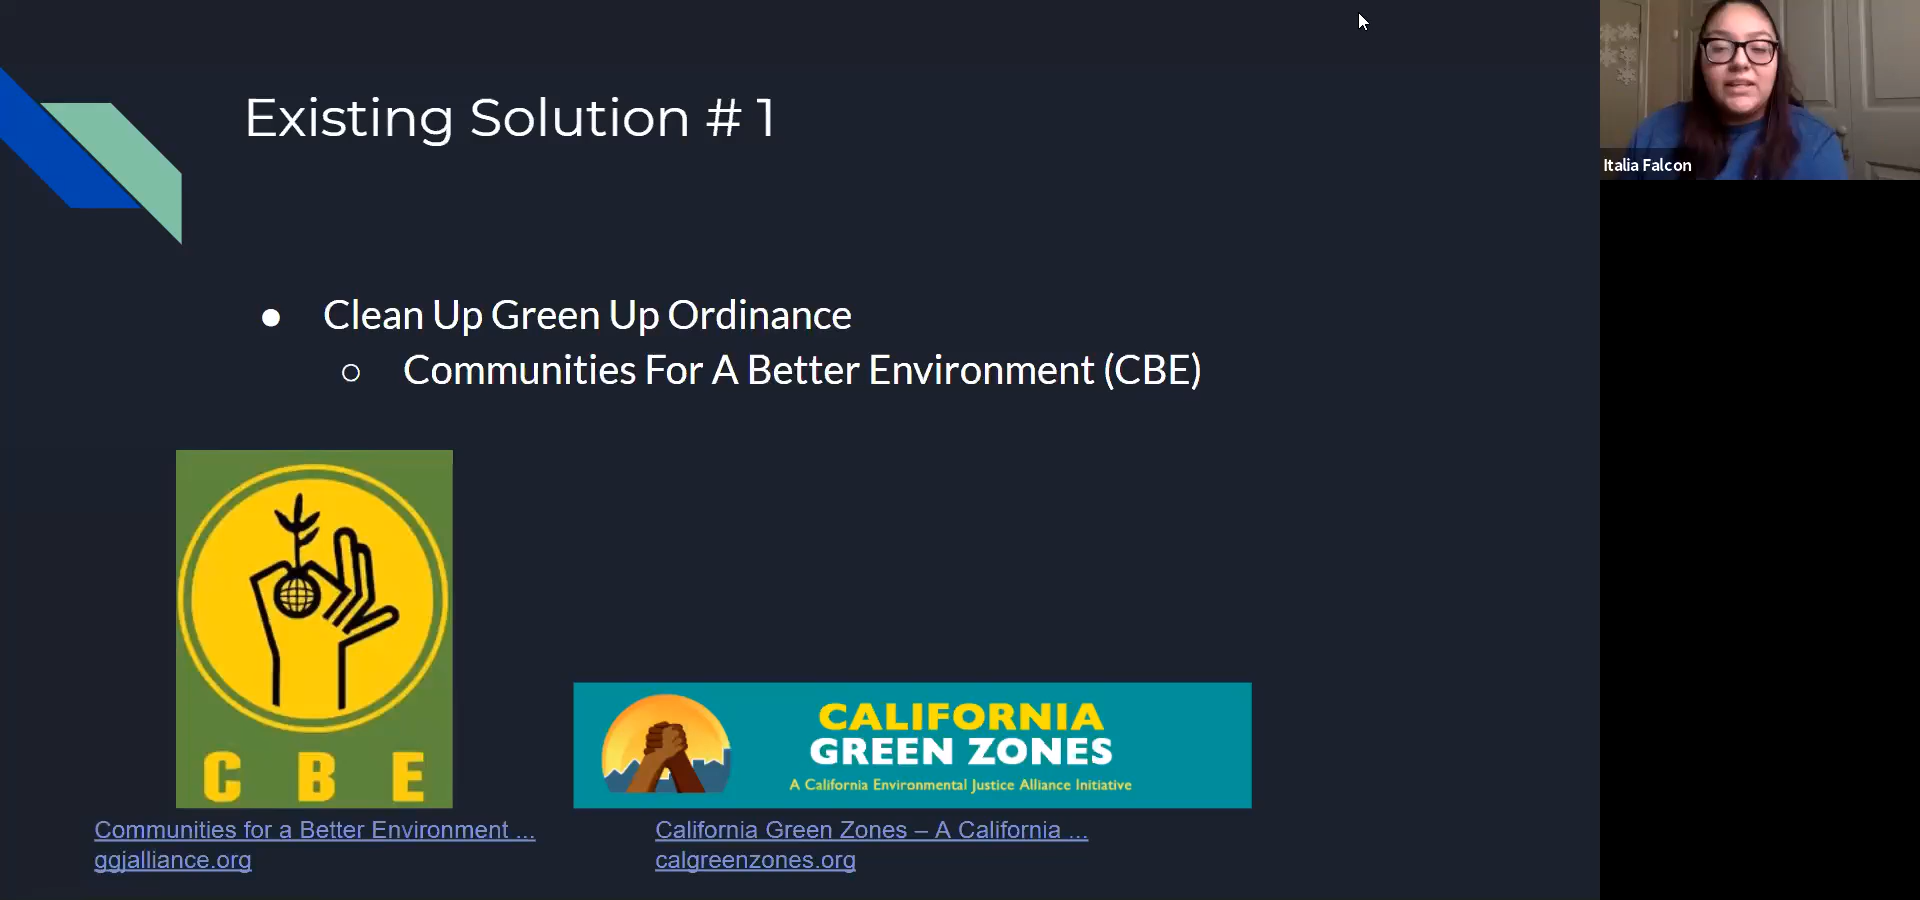 Existing Solution # 1
Italia Falcon
● Clean Up Green Up Ordinance
○ Communities For A Better Environment (CBE)
C B E
CALIFORNIA
GREEN ZONES
A California Environmental Justice Alliance Initiative
Communities for a Better Environment ...
ggjalliance.org
California Green Zones – A California ...
calgreenzones.org